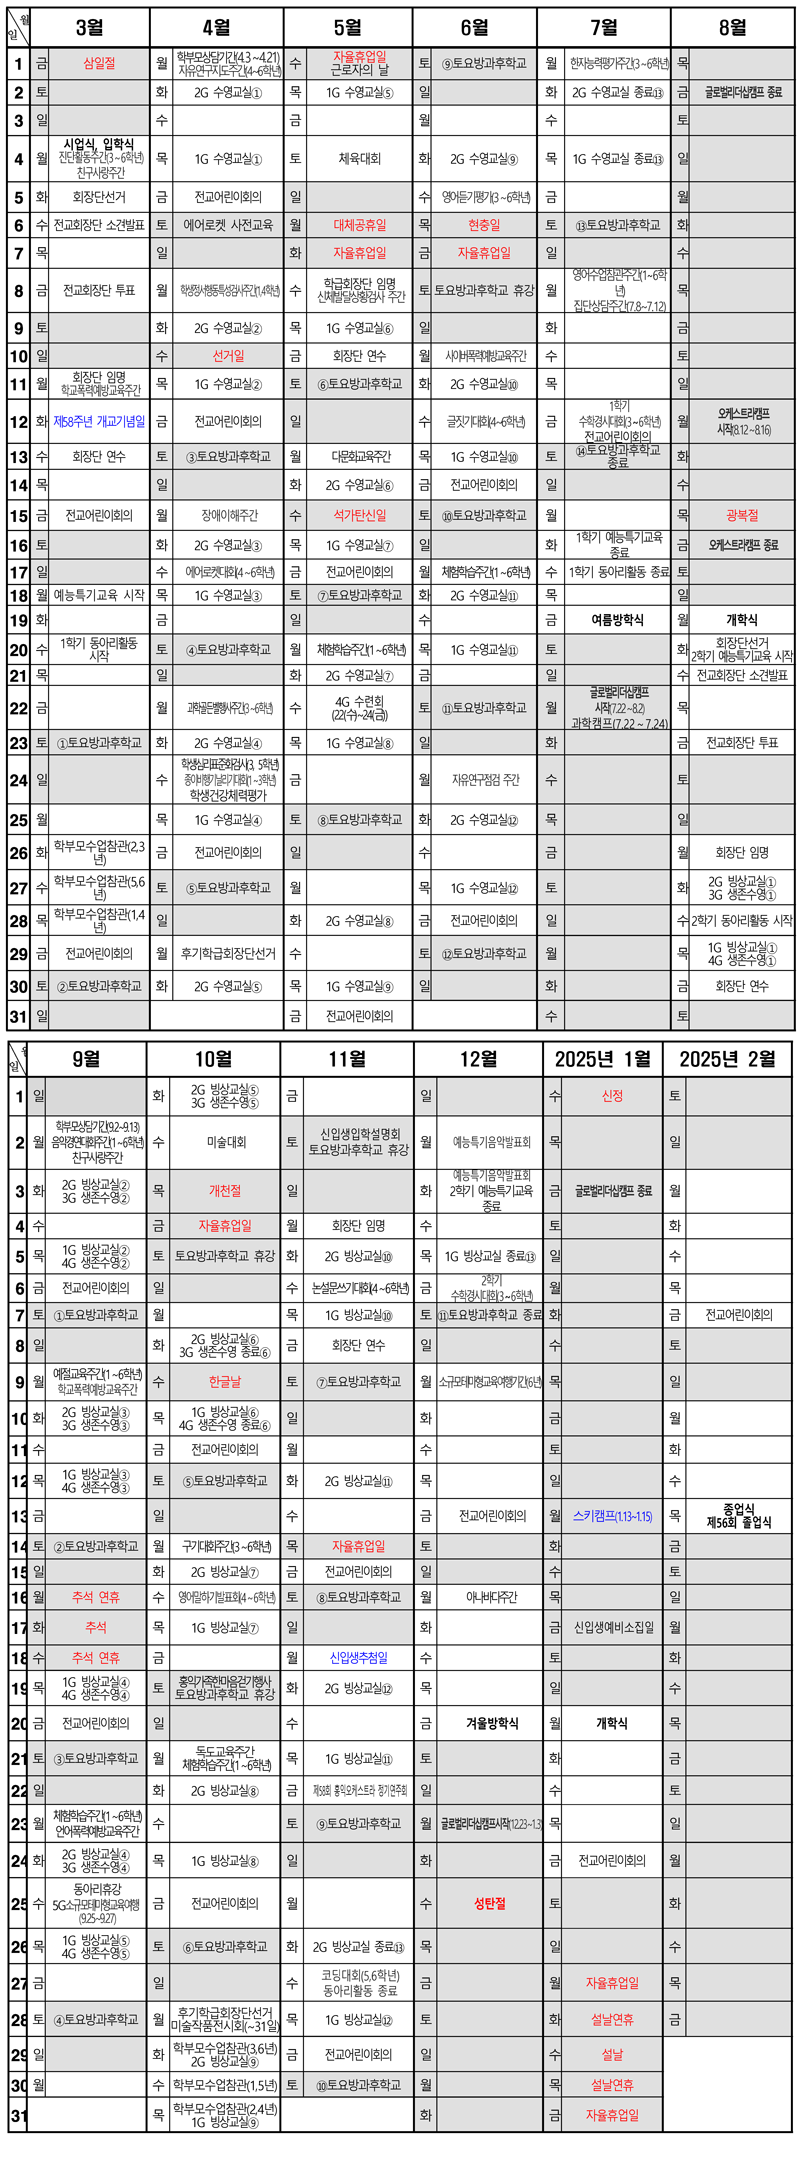 월 일 3월 4월 5월 6월 7월 8월
1 금 삼일절 월 학부모상담기간(4.3 ~4.21) 자유연구지도주간(4~6학년) 수 자율휴업일 근로자의 날 토 ⑨토요방과후학교 월 한자능력평가주간(3~6학년) 목
2 토 화 2G 수영교실① 목 1G 수영교실⑤ 일 화 2G 수영교실 종료⑬ 금 글로벌리더십캠프 종료
3 일 수 금 월 수 토
4 월 시업식, 입학식 진단활동주간(3~6학년) 친구사랑주간 목 1G 수영교실① 토 체육대회 화 2G 수영교실⑨ 목 1G 수영교실 종료⑬ 일
5 화 회장단선거 금 전교어린이회의 일 수 영어듣기평가(3~6학년) 금 월
6 수 전교회장단 소견발표 토 에어로켓 사전교육 월 대체공휴일 목 현충일 토 ⑬토요방과후학교 화
7 목 일 화 자율휴업일 금 자율휴업일 일 수
8 금 전교회장단 투표 월 학생정서행동특성검사주간(1,4학년) 수 학급회장단 임명 신체발달상황검사 주간 토 토요방과후학교 휴강 월 영어수업참관주간(1~6학년) 집단상담주간(7.8~7.12) 목
9 토 화 2G 수영교실② 목 1G 수영교실⑥ 일 화 금
10 일 수 선거일 금 회장단 연수 월 사이버폭력예방교육주간 수 토
11 월 회장단 임명 학교폭력예방교육주간 목 1G 수영교실② 토 ⑥토요방과후학교 화 2G 수영교실⑩ 목 일
12 화 제58주년 개교기념일 금 전교어린이회의 일 수 글짓기대회(4~6학년) 금 1학기 수학경시대회(3~6학년) 전교어린이회의 월 오케스트라캠프 시작(8.12 ~8.16)
13 수 회장단 연수 토 ③토요방과후학교 월 다문화교육주간 목 1G 수영교실⑩ 토 ⑭토요방과후학교 종료 화
14 목 일 화 2G 수영교실⑥ 금 전교어린이회의 일 수
15 금 전교어린이회의 월 장애이해주간 수 석가탄신일 토 ⑩토요방과후학교 월 목 광복절
16 토 화 2G 수영교실③ 목 1G 수영교실⑦ 일 화 1학기 예능특기교육 종료 금 오케스트라캠프 종료
17 일 수 에어로켓대회(4~6학년) 금 전교어린이회의 월 체험학습주간(1~6학년) 수 1학기 동아리활동 종료 토
18 월 예능특기교육 시작 목 1G 수영교실③ 토 ⑦토요방과후학교 화 2G 수영교실⑪ 목 일
19 화 금 일 수 금 여름방학식 월 개학식
20 수 1학기 동아리활동 시작 토 ④토요방과후학교 월 체험학습주간(1~6학년) 목 1G 수영교실⑪ 토 화 회장단선거 2학기 예능특기교육 시작
21 목 일 화 2G 수영교실⑦ 금 일 수 전교회장단 소견발표
22 금 월 과학골든벨행사주간(3~6학년) 수 4G 수련회 (22(수)~24(금)) 토 ⑪토요방과후학교 월 글로벌리더십캠프 시작(7.22 ~8.2) 과학캠프(7.22 ~ 7.24) 목
23 토 ①토요방과후학교 화 2G 수영교실④ 목 1G 수영교실⑧ 일 화 금 전교회장단 투표
24 일 수 학생심리표준화검사(3, 5학년) 종이비행기날리기대회(1~3학년) 학생건강체력평가 금 월 자유연구점검 주간 수 토
25 월 목 1G 수영교실④ 토 ⑧토요방과후학교 화 2G 수영교실⑫ 목 일
26 화 학부모수업참관(2,3년) 금 전교어린이회의 일 수 금 월 회장단 임명
27 수 학부모수업참관(5,6년) 토 ⑤토요방과후학교 월 목 1G 수영교실⑫ 토 화 2G 빙상교실① 3G 생존수영①
28 목 학부모수업참관(1,4년) 일 화 2G 수영교실⑧ 금 전교어린이회의 일 수 2학기 동아리활동 시작
29 금 전교어린이회의 월 후기학급회장단선거 수 토 ⑫토요방과후학교 월 목 1G 빙상교실① 4G 생존수영①
30 토 ②토요방과후학교 화 2G 수영교실⑤ 목 1G 수영교실⑨ 일 화 금 회장단 연수
31 일 금 전교어린이회의 수 토
월 일 9월 10월 11월 12월 2025년 1월 2025년 2월
1 일 화 2G 빙상교실⑤ 3G 생존수영⑤ 금 일 수 신정 토
2 월 학부모상담기간(9.2~9.13) 음악경연대회주간(1~6학년) 친구사랑주간 수 미술대회 토 신입생입학설명회 토요방과후학교 휴강 월 예능특기음악발표회 목 일
3 화 2G 빙상교실② 3G 생존수영② 목 개천절 일 화 예능특기음악발표회 2학기 예능특기교육 종료 금 글로벌리더십캠프 종료 월
4 수 금 자율휴업일 월 회장단 임명 수 토 화
5 목 1G 빙상교실② 4G 생존수영② 토 토요방과후학교 휴강 화 2G 빙상교실⑩ 목 1G 빙상교실 종료⑬ 일 수
6 금 전교어린이회의 일 수 논설문쓰기대회(4~6학년) 금 2학기 수학경시대회(3~6학년) 월 목
7 토 ①토요방과후학교 월 목 1G 빙상교실⑩ 토 ⑪토요방과후학교 종료 화 금 전교어린이회의
8 일 화 2G 빙상교실⑥ 3G 생존수영 종료⑥ 금 회장단 연수 일 수 토
9 월 예절교육주간(1~6학년) 학교폭력예방교육주간 수 한글날 토 ⑦토요방과후학교 월 소규모테마형교육여행기간(6년) 목 일
10 화 2G 빙상교실③ 3G 생존수영③ 목 1G 빙상교실⑥ 4G 생존수영 종료⑥ 일 화 금 월
11 수 금 전교어린이회의 월 수 토 화
12 목 1G 빙상교실③ 4G 생존수영③ 토 ⑤토요방과후학교 화 2G 빙상교실⑪ 목 일 수
13 금 일 수 금 전교어린이회의 월 스키캠프(1.13~1.15) 목 종업식 제56회 졸업식
14 토 ②토요방과후학교 월 구기대회주간(3~6학년) 목 자율휴업일 토 화 금
15 일 화 2G 빙상교실⑦ 금 전교어린이회의 일 수 토
16 월 추석 연휴 수 영어말하기발표회(4~6학년) 토 ⑧토요방과후학교 월 아나바다주간 목 일
17 화 추석 목 1G 빙상교실⑦ 일 화 금 신입생예비소집일 월
18 수 추석 연휴 금 월 신입생추첨일 수 토 화
19 목 1G 빙상교실④ 4G 생존수영④ 토 홍익가족한마음걷기행사 토요방과후학교 휴강 화 2G 빙상교실⑫ 목 일 수
20 금 전교어린이회의 일 수 금 겨울방학식 월 개학식 목
21 토 ③토요방과후학교 월 독도교육주간 체험학습주간(1~6학년) 목 1G 빙상교실⑪ 토 화 금
22 일 화 2G 빙상교실⑧ 금 제58회 홍익오케스트라 정기연주회 일 수 토
23 월 체험학습주간(1~6학년) 언어폭력예방교육주간 수 토 ⑨토요방과후학교 월 글로벌리더십캠프시작(12.23~1.3) 목 일
24 화 2G 빙상교실④ 3G 생존수영④ 목 1G 빙상교실⑧ 일 화 금 전교어린이회의 월
25 수 동아리휴강 5G소규모테마형교육여행 (9.25~9.27) 금 전교어린이회의 월 수 성탄절 토 화
26 목 1G 빙상교실⑤ 4G 생존수영⑤ 토 ⑥토요방과후학교 화 2G 빙상교실 종료⑬ 목 일 수
27 금 일 수 코딩대회(5,6학년) 동아리활동 종료 금 월 자율휴업일 목
28 토 ④토요방과후학교 월 후기학급회장단선거 미술작품전시회(~31일) 목 1G 빙상교실⑫ 토 화 설날연휴 금
29 일 화 학부모수업참관(3,6년) 2G 빙상교실⑨ 금 전교어린이회의 일 수 설날
30 월 수 학부모수업참관(1,5년) 토 ⑩토요방과후학교 월 목 설날연휴
31 목 학부모수업참관(2,4년) 1G 빙상교실⑨ 화 금 자율휴업일